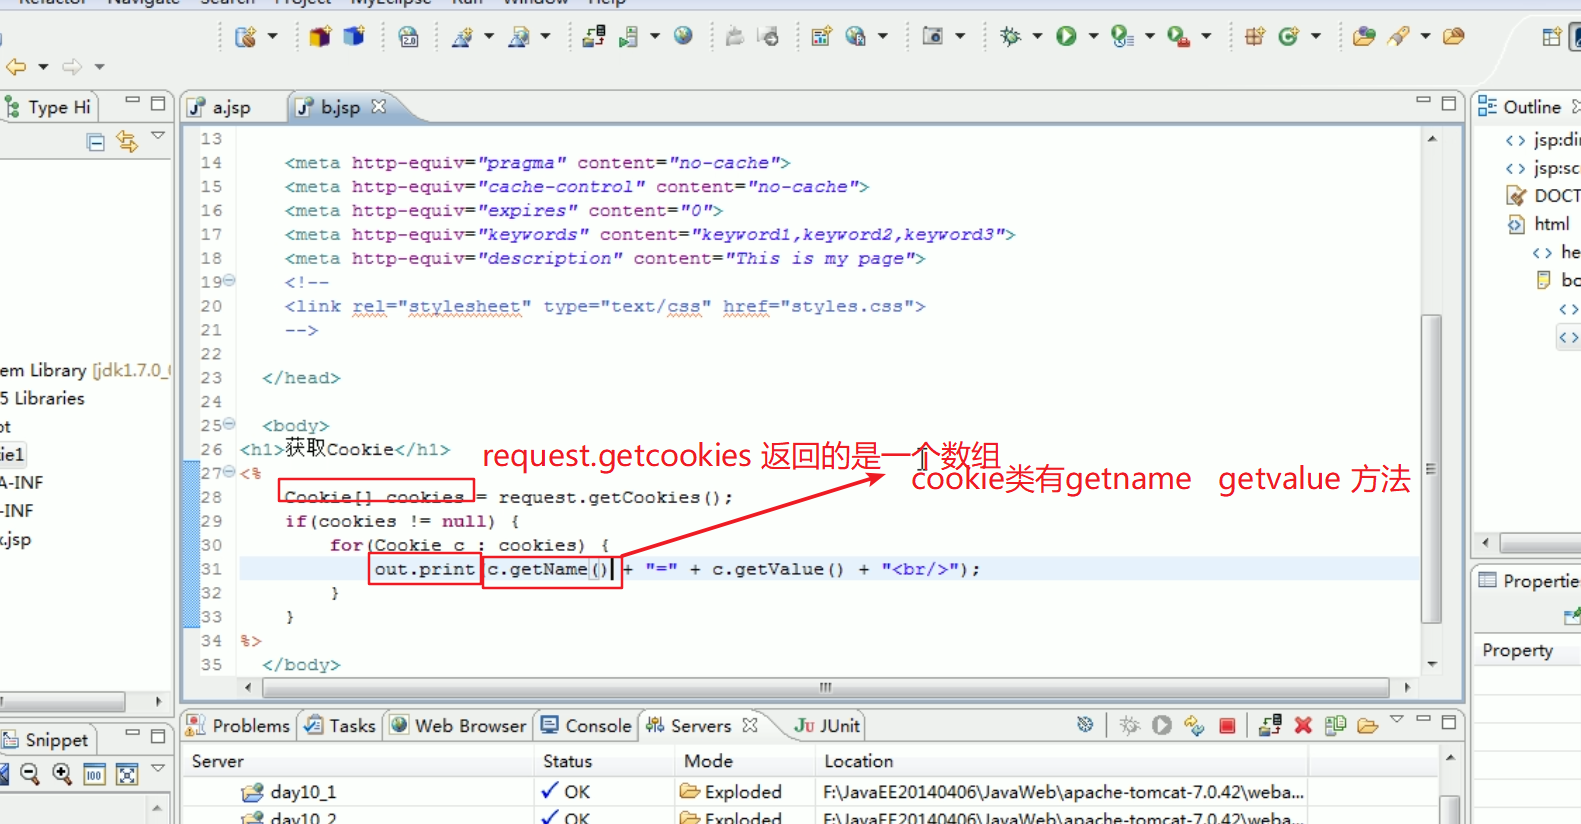 Refactor Navigate Search Project MyEclipse Run Window Help
Type Hi
a.jsp
b.jsp
Outline
13
14 <meta http-equiv="pragma" content="no-cache">
15 <meta http-equiv="cache-control" content="no-cache">
16 <meta http-equiv="expires" content="0">
17 <meta http-equiv="keywords" content="keyword1,keyword2,keyword3">
18 <meta http-equiv="description" content="This is my page">
19 <!--
20 <link rel="stylesheet" type="text/css" href="styles.css">
21 -->
22
23 </head>
24
25 <body>
26 <h1>获取Cookie</h1>
request.getcookies 返回的是一个数组
cookie类有getname getvalue 方法
27 <%
28 Cookie[] cookies = request.getCookies();
29 if(cookies != null) {
30 for(Cookie c : cookies) {
31 out.print(c.getName() + "=" + c.getValue() + "<br/>");
32 }
33 }
34 %>
35 </body>
em Library [jdk1.7.0_
5 Libraries
ot
ie1
A-INF
-INF
x.jsp
jsp:di
jsp:sc
DOCT
html
he
bo
Propertie
Property
Snippet
100
Problems
Tasks
Web Browser
Console
Servers
JUnit
Server Status Mode Location
day10_1 OK Exploded F:\JavaEE20140406\JavaWeb\apache-tomcat-7.0.42\weba...
day10_2 OK Exploded F:\JavaEE20140406\JavaWeb\apache-tomcat-7.0.42\weba...